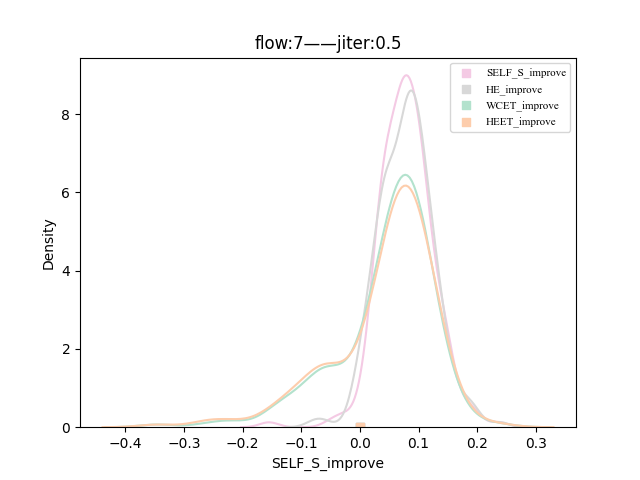 flow:7——jiter:0.5
SELF_S_improve
HE_improve
WCET_improve
HEET_improve
Density
8
6
4
2
0
−0.4 −0.3 −0.2 −0.1 0.0 0.1 0.2 0.3
SELF_S_improve